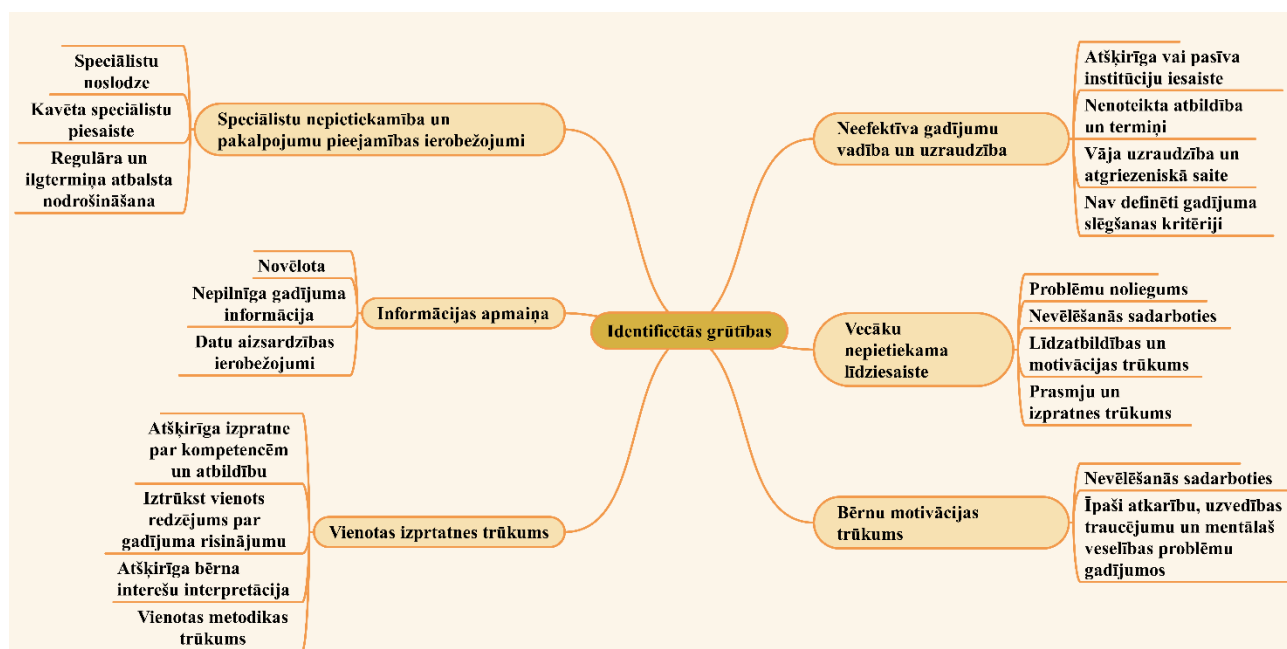 Speciālistu
noslodze
Kavēta speciālistu
piesaiste
Regulāra un
ilgtermiņa atbalsta
nodrošināšana
Speciālistu nepietiekamība un
pakalpojumu pieejamības ierobežojumi
Novēlota
Nepilnīga gadījuma
informācija
Datu aizsardzības
ierobežojumi
Informācijas apmaiņa
Atšķirīga izpratne
par kompetencēm
un atbildību
Iztrūkst vienots
redzējums par
gadījuma risinājumu
Atšķirīga bērna
interešu interpretācija
Vienotas metodikas
trūkums
Vienotas izprtatnes trūkums
Identificētās grūtības
Neefektīva gadījumu
vadība un uzraudzība
Atšķirīga vai pasīva
institūciju iesaiste
Nenoteikta atbildība
un termiņi
Vāja uzraudzība un
atgriezeniskā saite
Nav definēti gadījuma
slēgšanas kritēriji
Vecāku
nepietiekama
līdziesaiste
Problēmu noliegums
Nevēlēšanās sadarboties
Līdzatbildības un
motivācijas trūkums
Prasmju un
izpratnes trūkums
Bērnu motivācijas
trūkums
Nevēlēšanās sadarboties
Īpaši atkarību, uzvedības
traucējumu un mentālaš
veselības problēmu
gadījumos